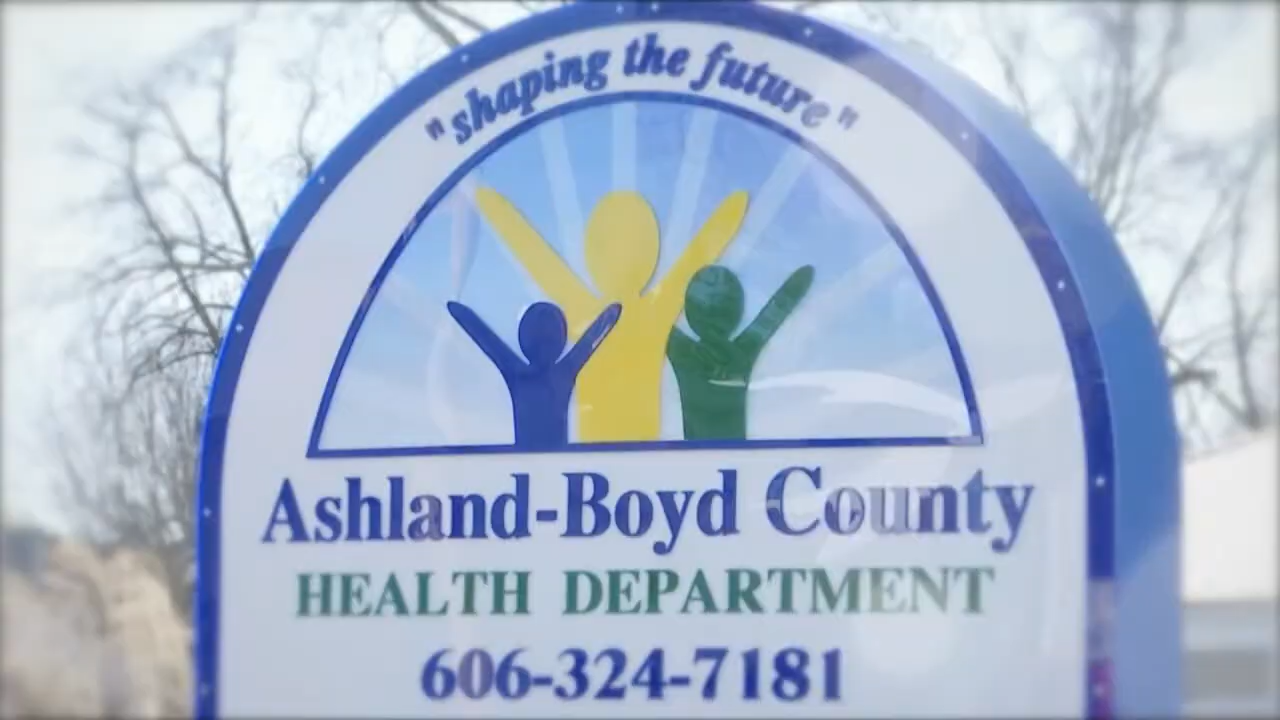 "shaping the future"
Ashland-Boyd County
HEALTH DEPARTMENT
606-324-7181